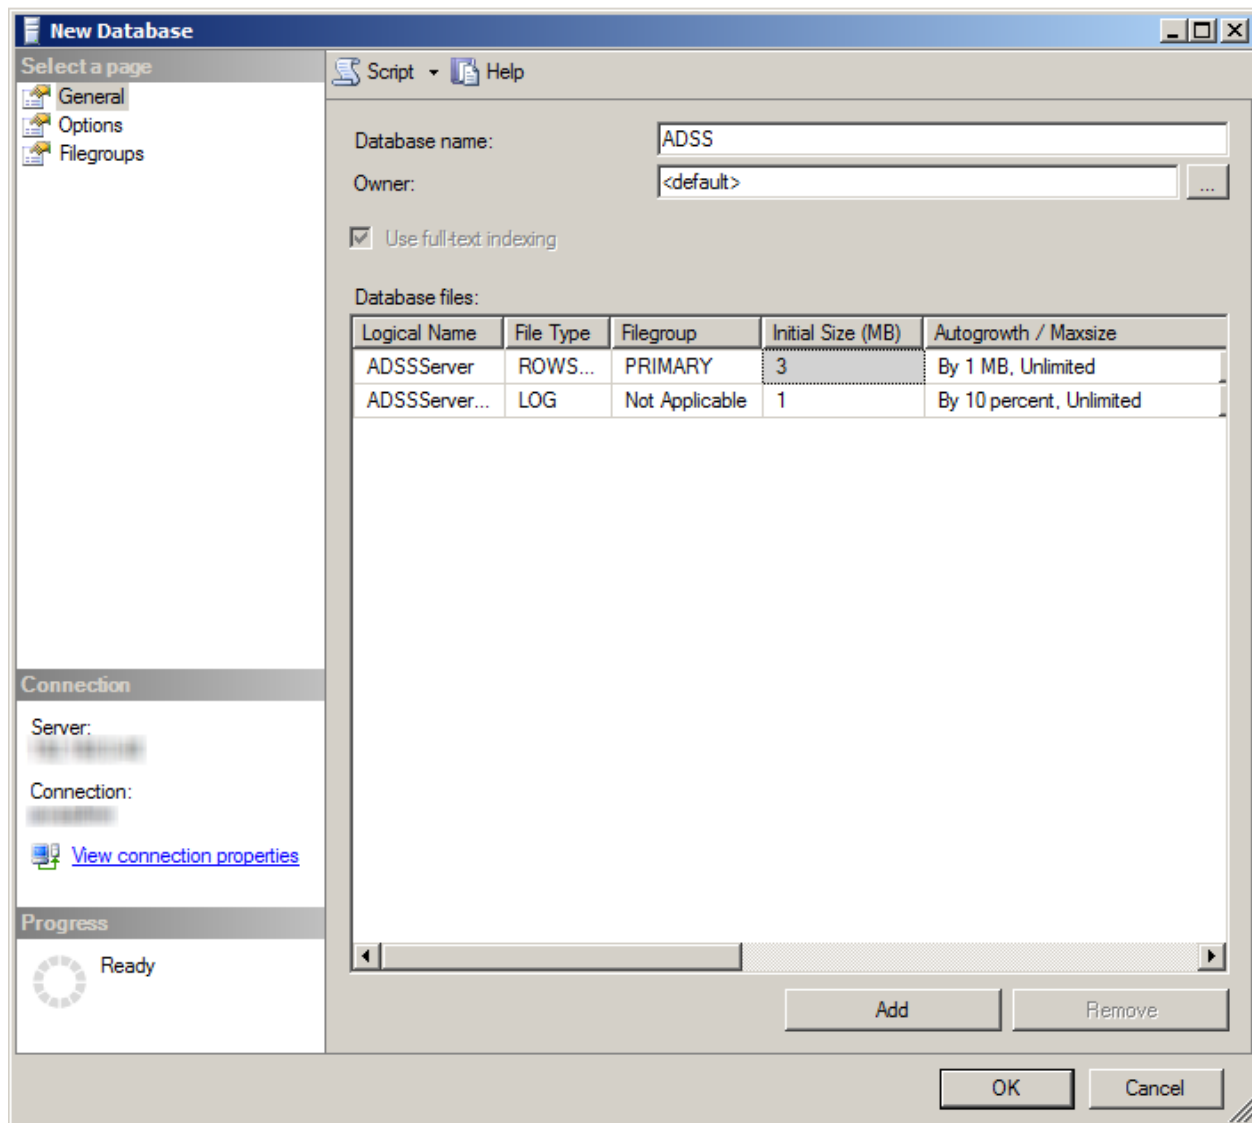 New Database
Select a page
General
Options
Filegroups
Script Help
Database name: ADSS
Owner: <default> ...
Use full-text indexing
Database files:
Logical Name File Type Filegroup Initial Size (MB) Autogrowth / Maxsize
ADSSServer ROWS... PRIMARY 3 By 1 MB, Unlimited
ADSSServer... LOG Not Applicable 1 By 10 percent, Unlimited
Connection
Server:
Connection:
View connection properties
Progress
Ready
Add Remove
OK Cancel